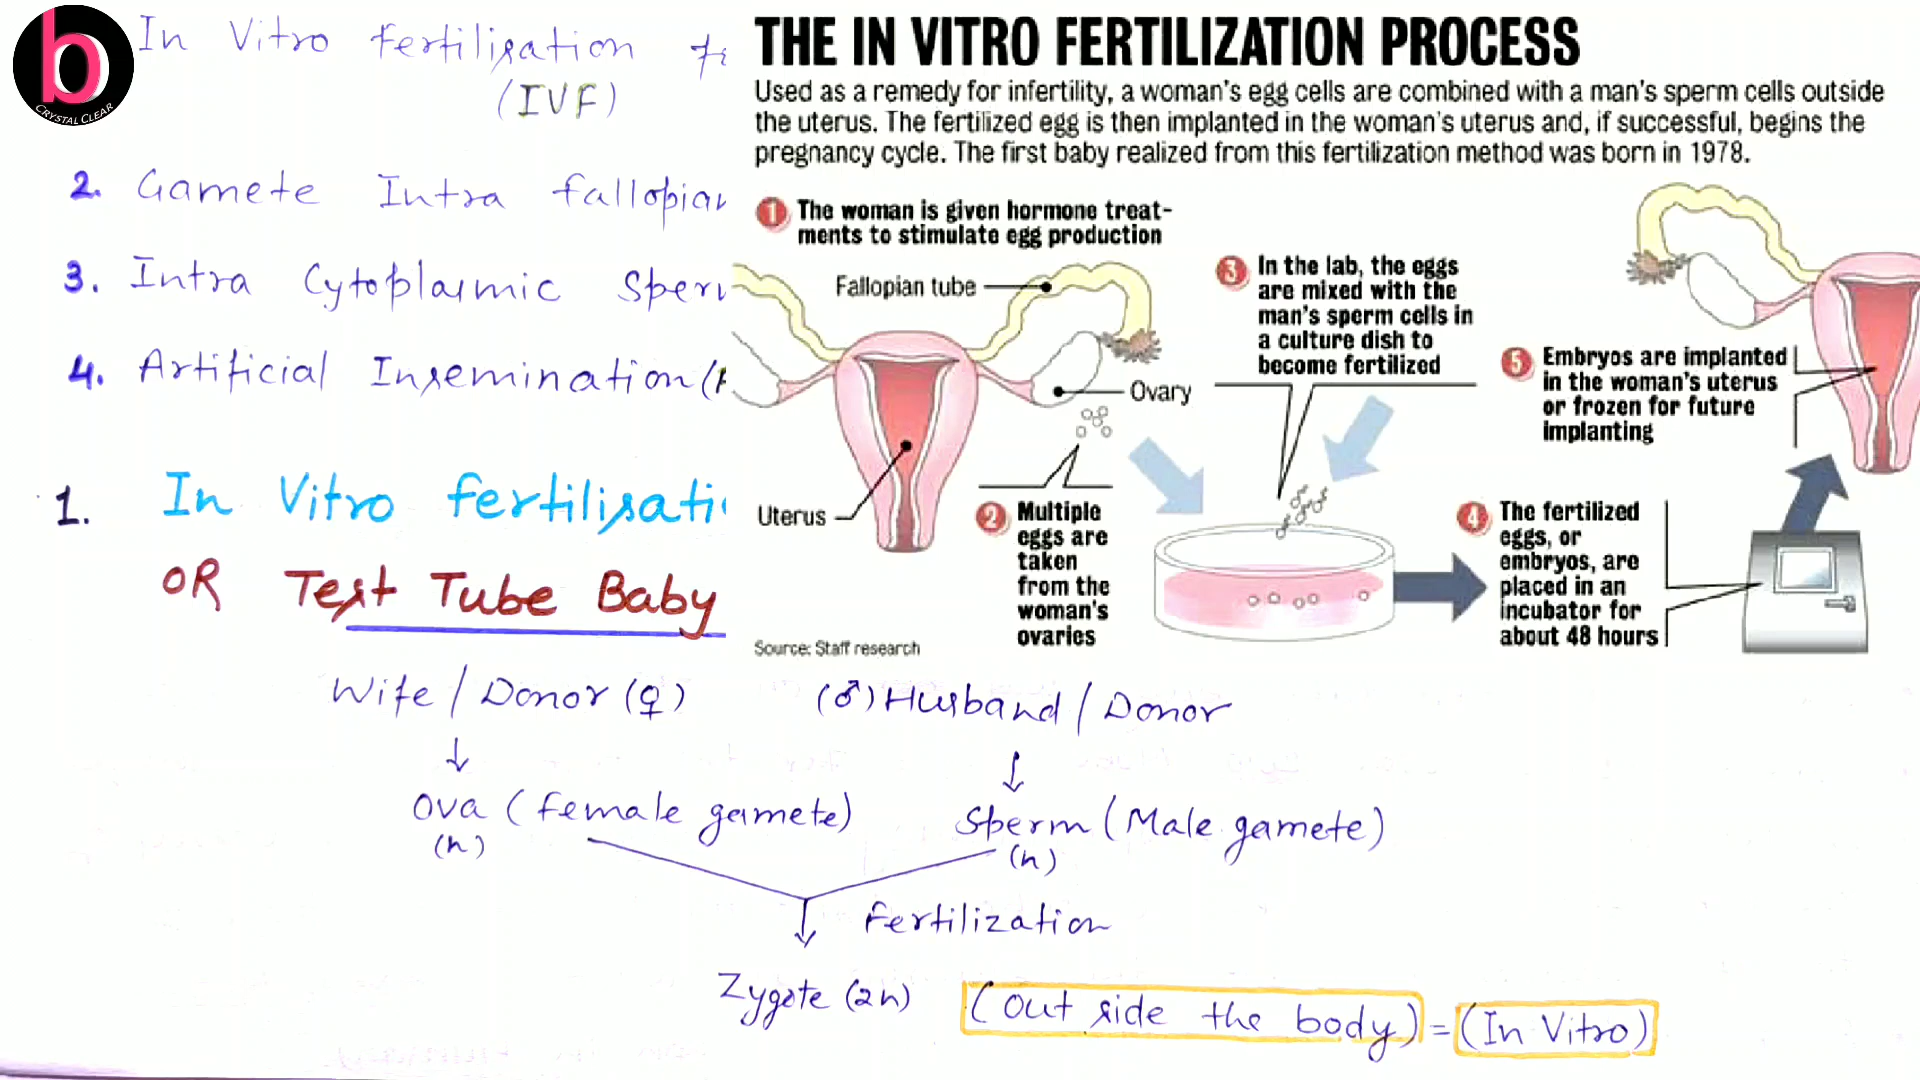 b
CRYSTAL CLEAR
In Vitro fertilisation
(IVF)
2. Gamete Intra fallopian
3. Intra Cytoplasmic Sperm
4. Artificial Insemination (
1. In Vitro fertilisati
OR Test Tube Baby
THE IN VITRO FERTILIZATION PROCESS
Used as a remedy for infertility, a woman's egg cells are combined with a man's sperm cells outside
the uterus. The fertilized egg is then implanted in the woman's uterus and, if successful, begins the
pregnancy cycle. The first baby realized from this fertilization method was born in 1978.
1 The woman is given hormone treat-
ments to stimulate egg production
Fallopian tube
Ovary
Uterus
2 Multiple
eggs are
taken
from the
woman's
ovaries
3 In the lab, the eggs
are mixed with the
man's sperm cells in
a culture dish to
become fertilized
4 The fertilized
eggs, or
embryos, are
placed in an
incubator for
about 48 hours
5 Embryos are implanted
in the woman's uterus
or frozen for future
implanting
Source: Staff research
Wife / Donor (♀) (♂) Husband / Donor
↓ ↓
Ova (female gamete) Sperm (Male gamete)
(n) (n)
↓ fertilization
Zygote (2n) (Out side the body) = (In Vitro)